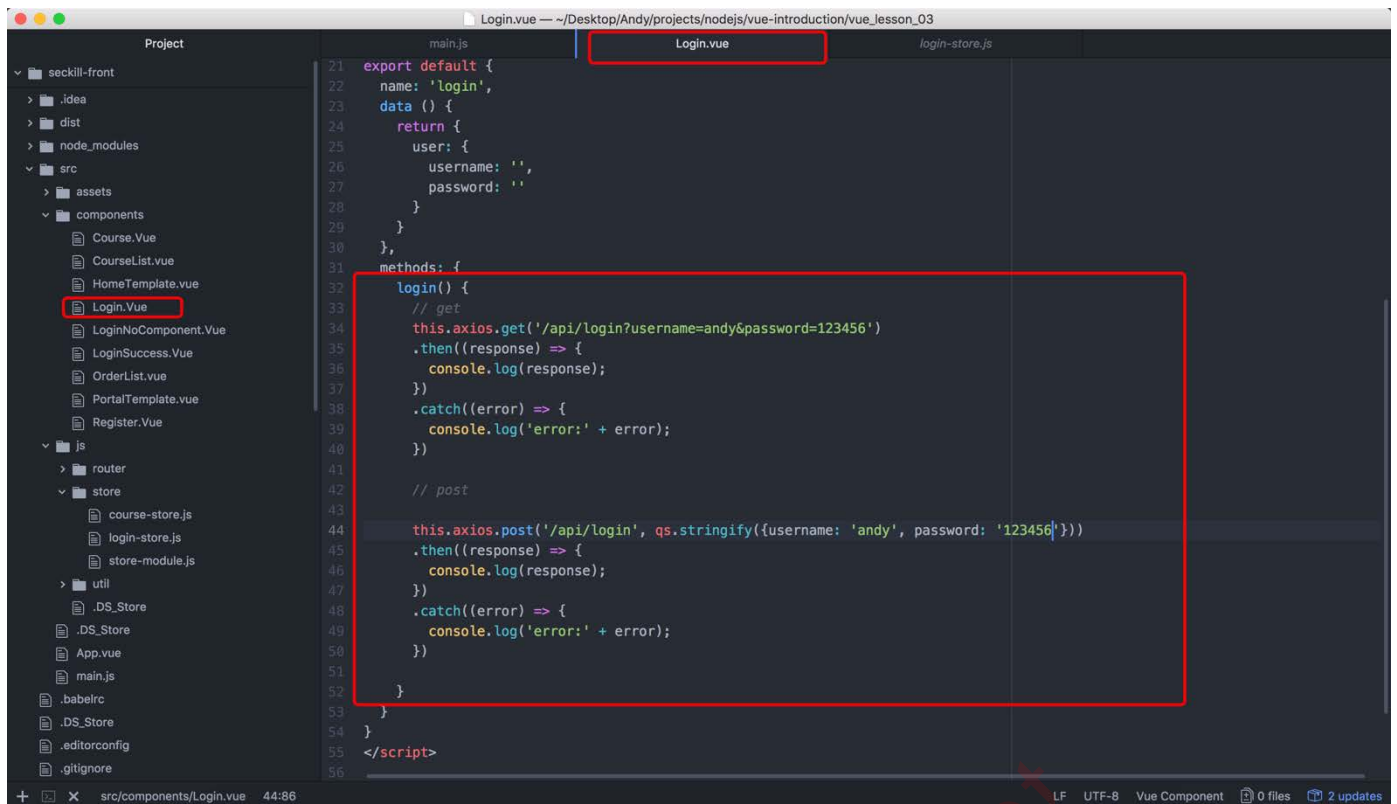 Login.vue — ~/Desktop/Andy/projects/nodejs/vue-introduction/vue_lesson_03
Project
main.js
Login.vue
login-store.js
seckill-front
.idea
dist
node_modules
src
assets
components
Course.Vue
CourseList.vue
HomeTemplate.vue
Login.Vue
LoginNoComponent.Vue
LoginSuccess.Vue
OrderList.vue
PortalTemplate.vue
Register.Vue
js
router
store
course-store.js
login-store.js
store-module.js
util
.DS_Store
.DS_Store
App.vue
main.js
.babelrc
.DS_Store
.editorconfig
.gitignore
21 export default {
22 name: 'login',
23 data () {
24 return {
25 user: {
26 username: '',
27 password: ''
28 }
29 }
30 },
31 methods: {
32 login() {
33 // get
34 this.axios.get('/api/login?username=andy&password=123456')
35 .then((response) => {
36 console.log(response);
37 })
38 .catch((error) => {
39 console.log('error:' + error);
40 })
41
42 // post
43
44 this.axios.post('/api/login', qs.stringify({username: 'andy', password: '123456'}))
45 .then((response) => {
46 console.log(response);
47 })
48 .catch((error) => {
49 console.log('error:' + error);
50 })
51
52 }
53 }
54 }
55 </script>
56
src/components/Login.vue 44:86
LF UTF-8 Vue Component 0 files 2 updates